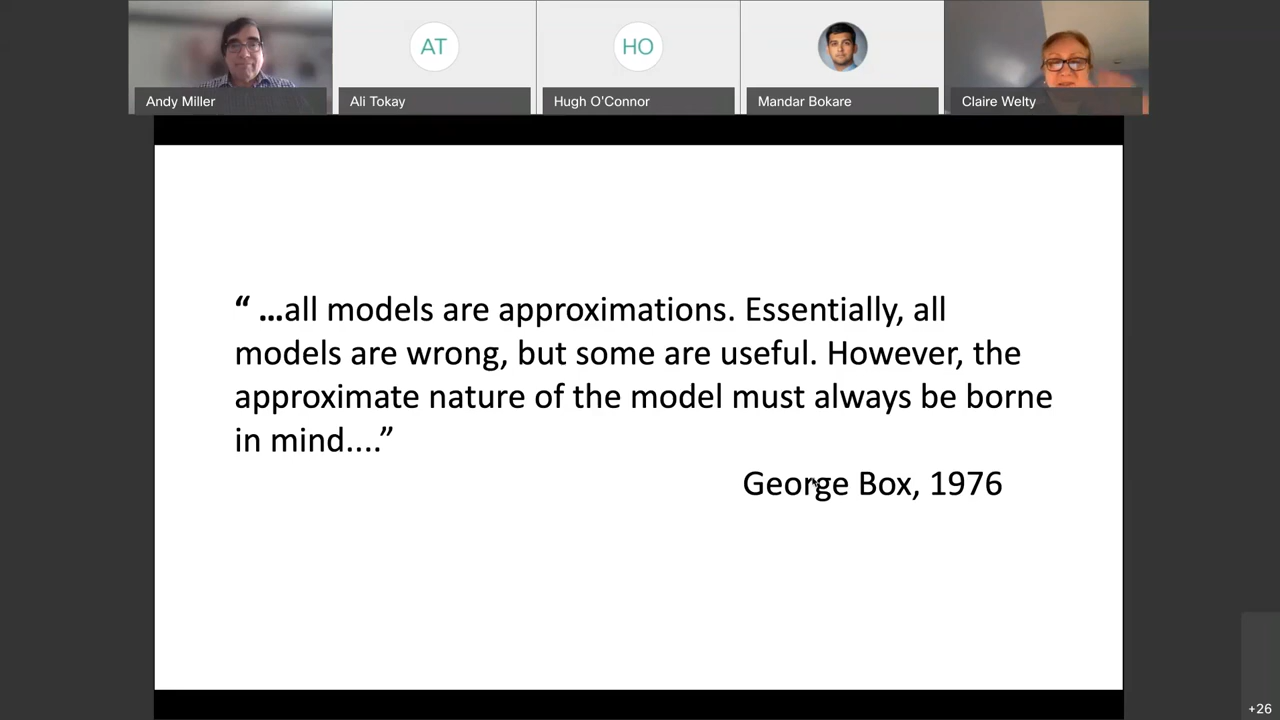 AT
HO
Andy Miller
Ali Tokay
Hugh O'Connor
Mandar Bokare
Claire Welty
“ …all models are approximations. Essentially, all
models are wrong, but some are useful. However, the
approximate nature of the model must always be borne
in mind....”
George Box, 1976
+26